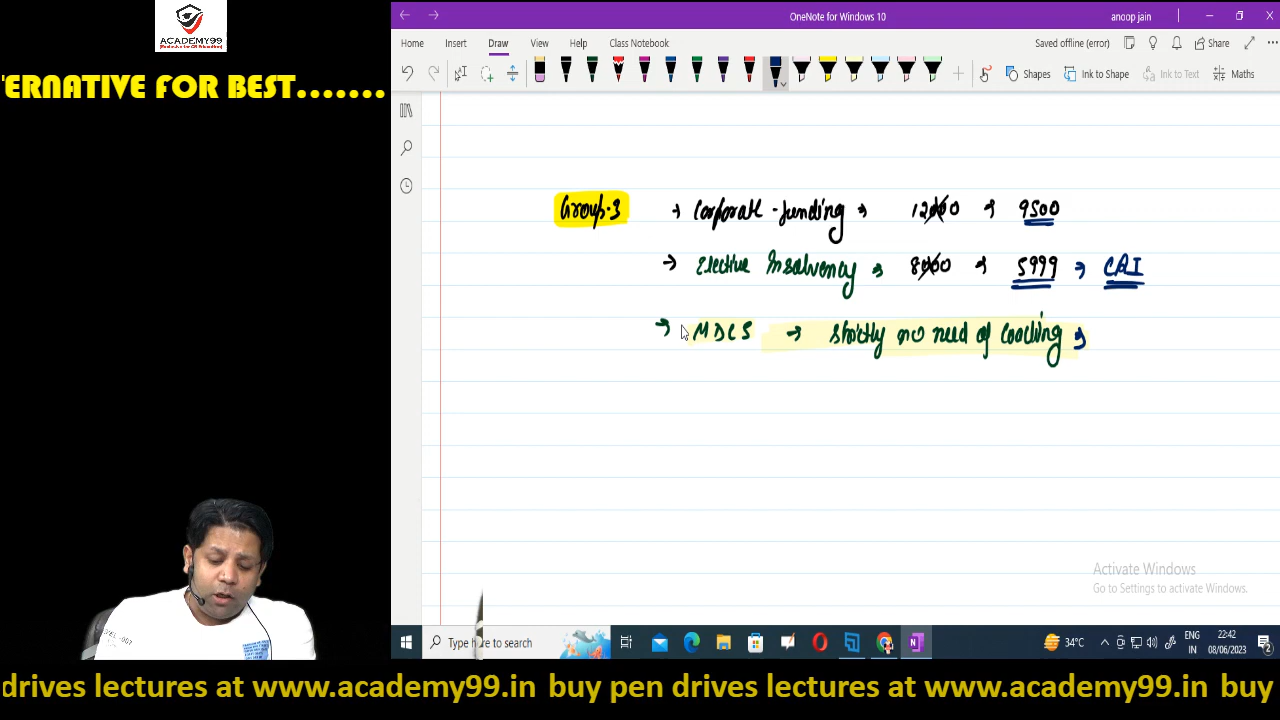 ACADEMY99
ERNATIVE FOR BEST.......
OneNote for Windows 10
anoop jain
Home Insert Draw View Help Class Notebook
Saved offline (error)
Share
Shapes
Ink to Shape
Ink to Text
Maths
Group-3 → Corporate-funding → 12000 → 9500
→ Elective Insolvency → 8000 → 5999 → CAI
→ MDCS → Strictly no need of coaching →
Activate Windows
Go to Settings to activate Windows.
Type here to search
34°C
ENG
IN
22:42
08/06/2023
2
drives lectures at www.academy99.in buy pen drives lectures at www.academy99.in buy